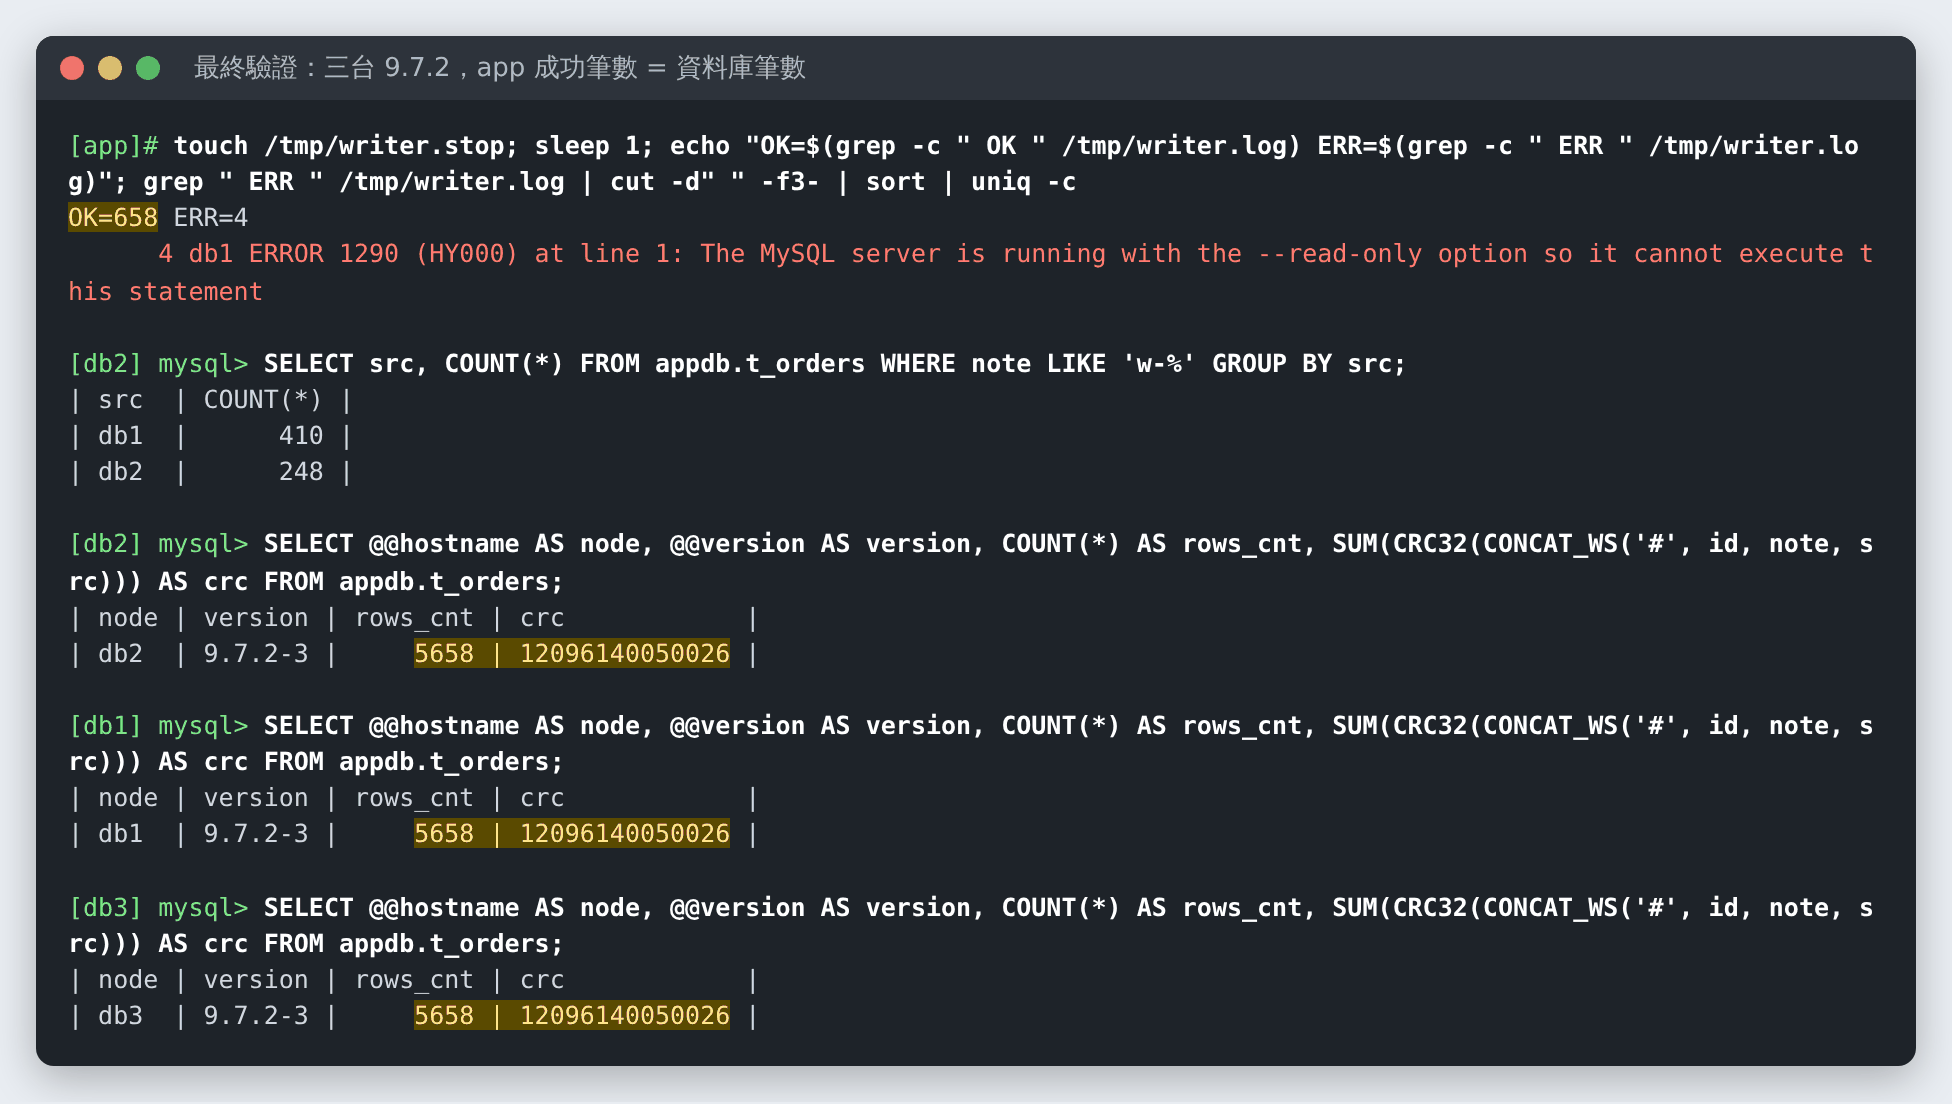 最終驗證：三台 9.7.2，app 成功筆數 = 資料庫筆數
[app]# touch /tmp/writer.stop; sleep 1; echo "OK=$(grep -c " OK " /tmp/writer.log) ERR=$(grep -c " ERR " /tmp/writer.lo
g)"; grep " ERR " /tmp/writer.log | cut -d" " -f3- | sort | uniq -c
OK=658 ERR=4
      4 db1 ERROR 1290 (HY000) at line 1: The MySQL server is running with the --read-only option so it cannot execute t
his statement
[db2] mysql> SELECT src, COUNT(*) FROM appdb.t_orders WHERE note LIKE 'w-%' GROUP BY src;
| src  | COUNT(*) |
| db1  |      410 |
| db2  |      248 |
[db2] mysql> SELECT @@hostname AS node, @@version AS version, COUNT(*) AS rows_cnt, SUM(CRC32(CONCAT_WS('#', id, note, s
rc))) AS crc FROM appdb.t_orders;
| node | version | rows_cnt | crc            |
| db2  | 9.7.2-3 |     5658 | 12096140050026 |
[db1] mysql> SELECT @@hostname AS node, @@version AS version, COUNT(*) AS rows_cnt, SUM(CRC32(CONCAT_WS('#', id, note, s
rc))) AS crc FROM appdb.t_orders;
| node | version | rows_cnt | crc            |
| db1  | 9.7.2-3 |     5658 | 12096140050026 |
[db3] mysql> SELECT @@hostname AS node, @@version AS version, COUNT(*) AS rows_cnt, SUM(CRC32(CONCAT_WS('#', id, note, s
rc))) AS crc FROM appdb.t_orders;
| node | version | rows_cnt | crc            |
| db3  | 9.7.2-3 |     5658 | 12096140050026 |